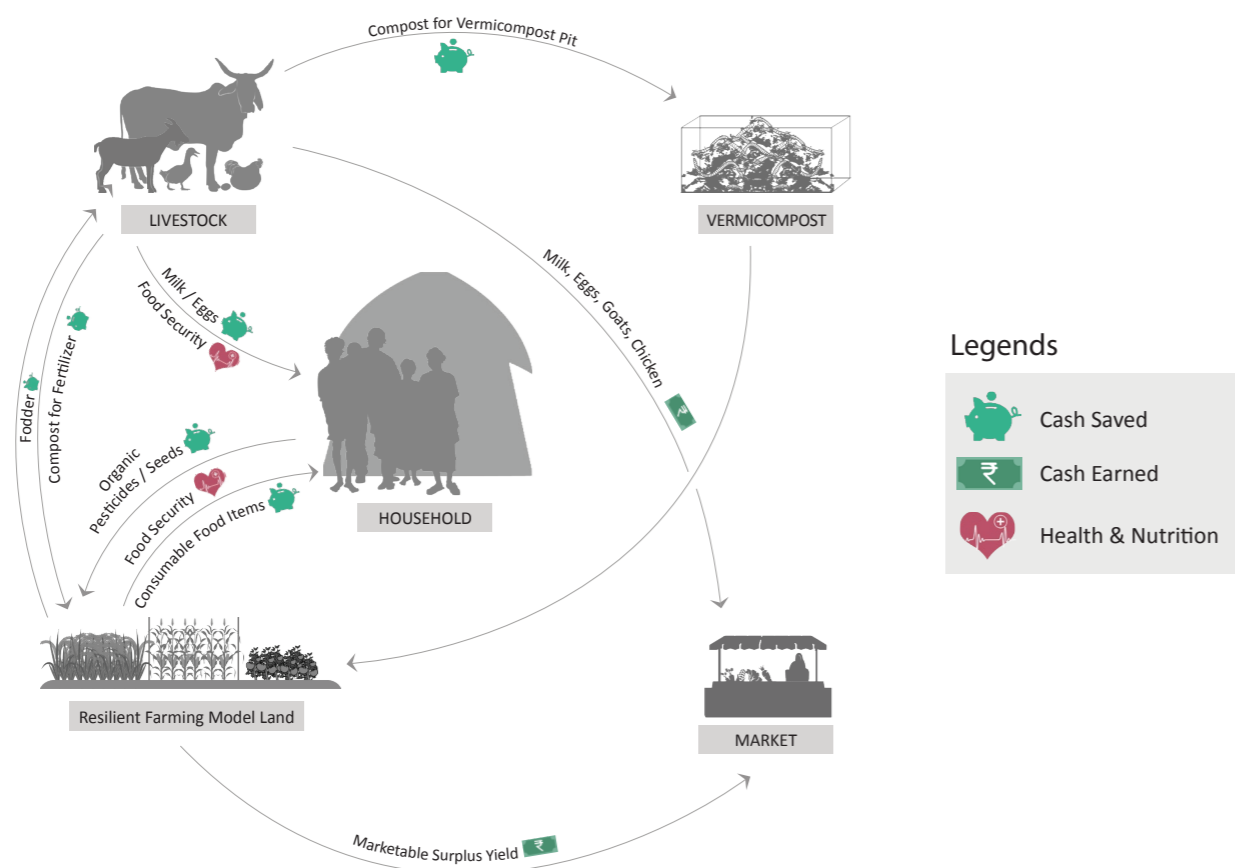 Compost for Vermicompost Pit
LIVESTOCK
VERMICOMPOST
Milk / Eggs
Food Security
Milk, Eggs, Goats, Chicken
Fodder
Compost for Fertilizer
Organic
Pesticides / Seeds
Food Security
Consumable Food Items
HOUSEHOLD
Resilient Farming Model Land
MARKET
Marketable Surplus Yield
₹
Legends
Cash Saved
₹
Cash Earned
Health & Nutrition